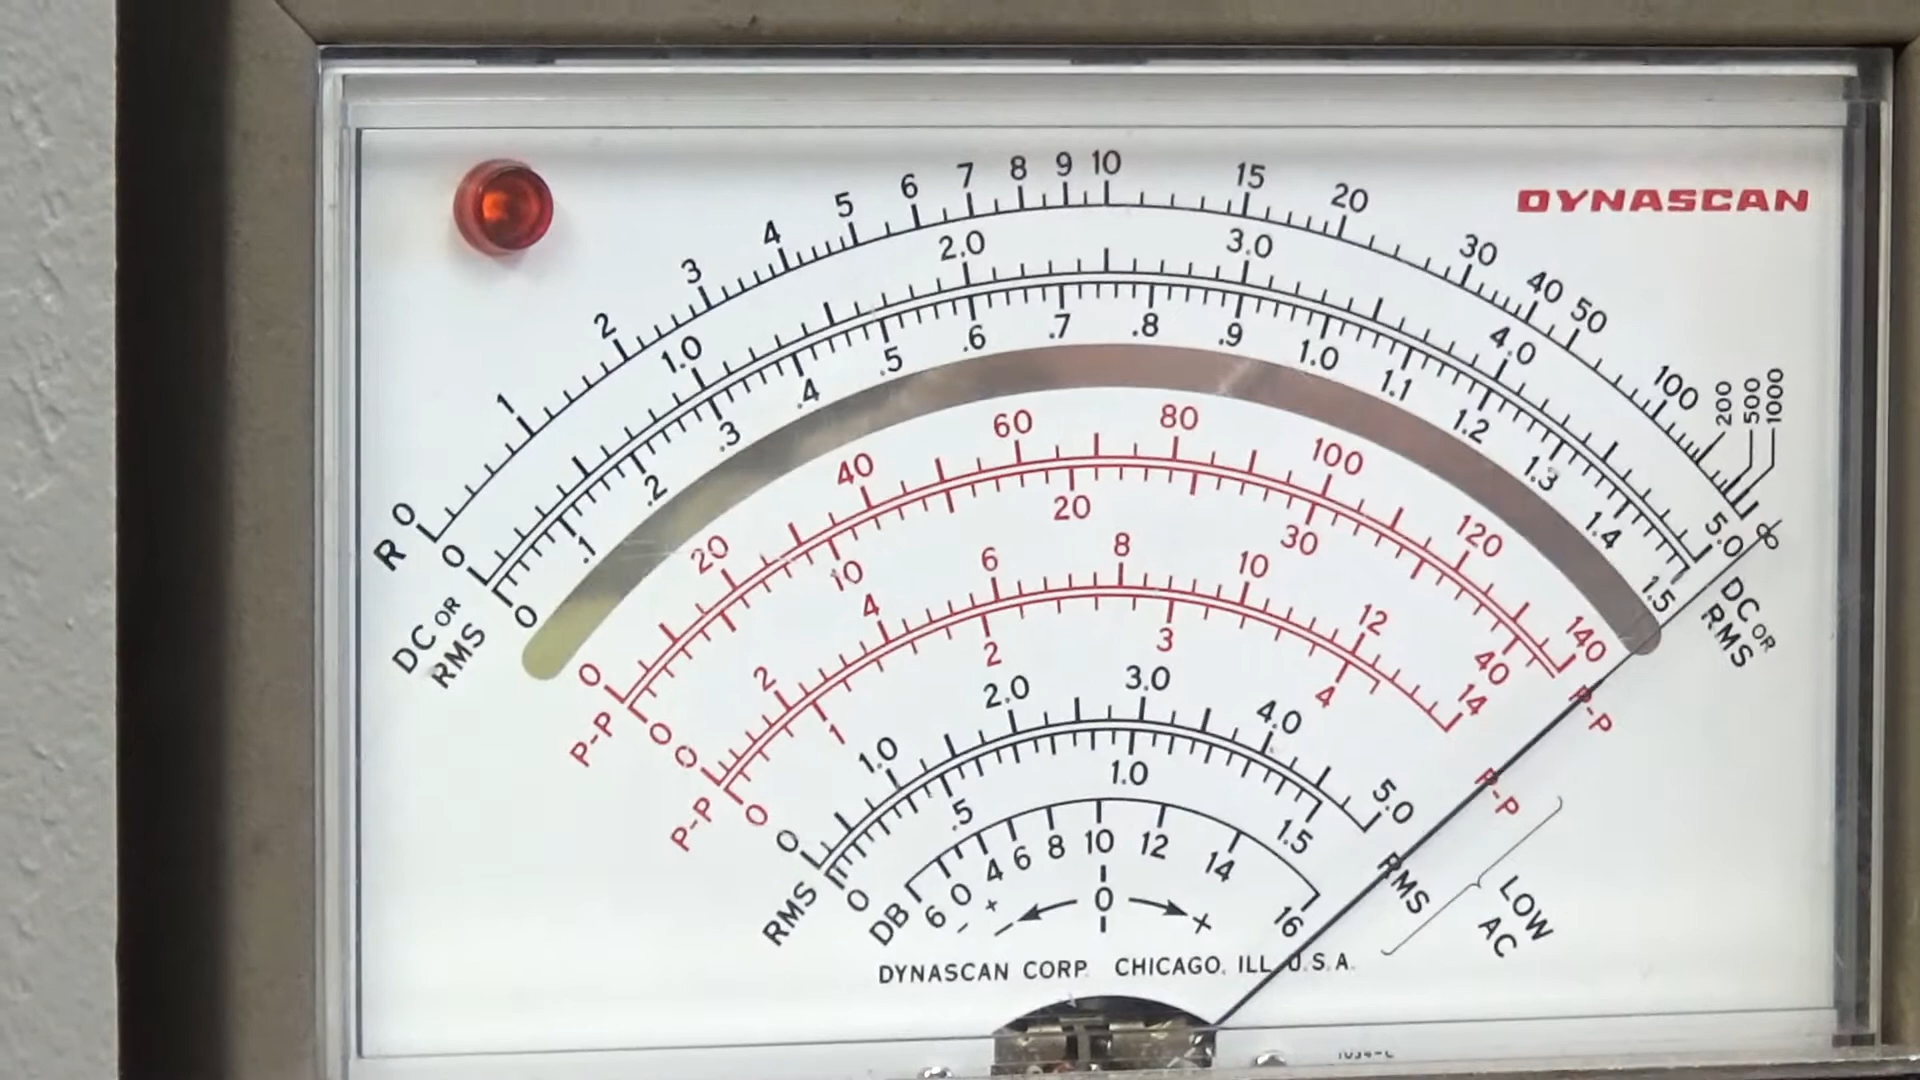 DYNASCAN
1 2 3 4 5 6 7 8 9 10 15 20 30 40 50 100 200 500 1000 ∞
R 0
0 1.0 2.0 3.0 4.0 5.0
DC OR RMS
0 .1 .2 .3 .4 .5 .6 .7 .8 .9 1.0 1.1 1.2 1.3 1.4 1.5
DC OR RMS
0 20 40 60 80 100 120 140
P-P P-P
0 10 20 30 40
0 2 4 6 8 10 12 14
P-P P-P
0 1 2 3 4
0 1.0 2.0 3.0 4.0 5.0
RMS RMS
0 .5 1.0 1.5
LOW
AC
DB 6 0 4 6 8 10 12 14 16
- +
- 0 +
DYNASCAN CORP. CHICAGO, ILL. U.S.A.